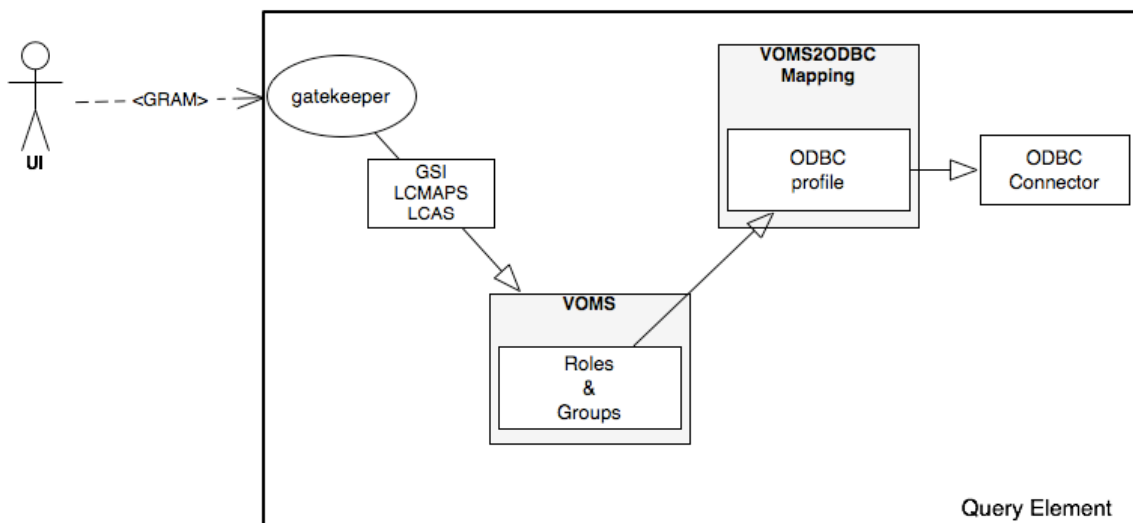 UI
<GRAM>
gatekeeper
GSI
LCMAPS
LCAS
VOMS
Roles
&
Groups
VOMS2ODBC
Mapping
ODBC
profile
ODBC
Connector
Query Element